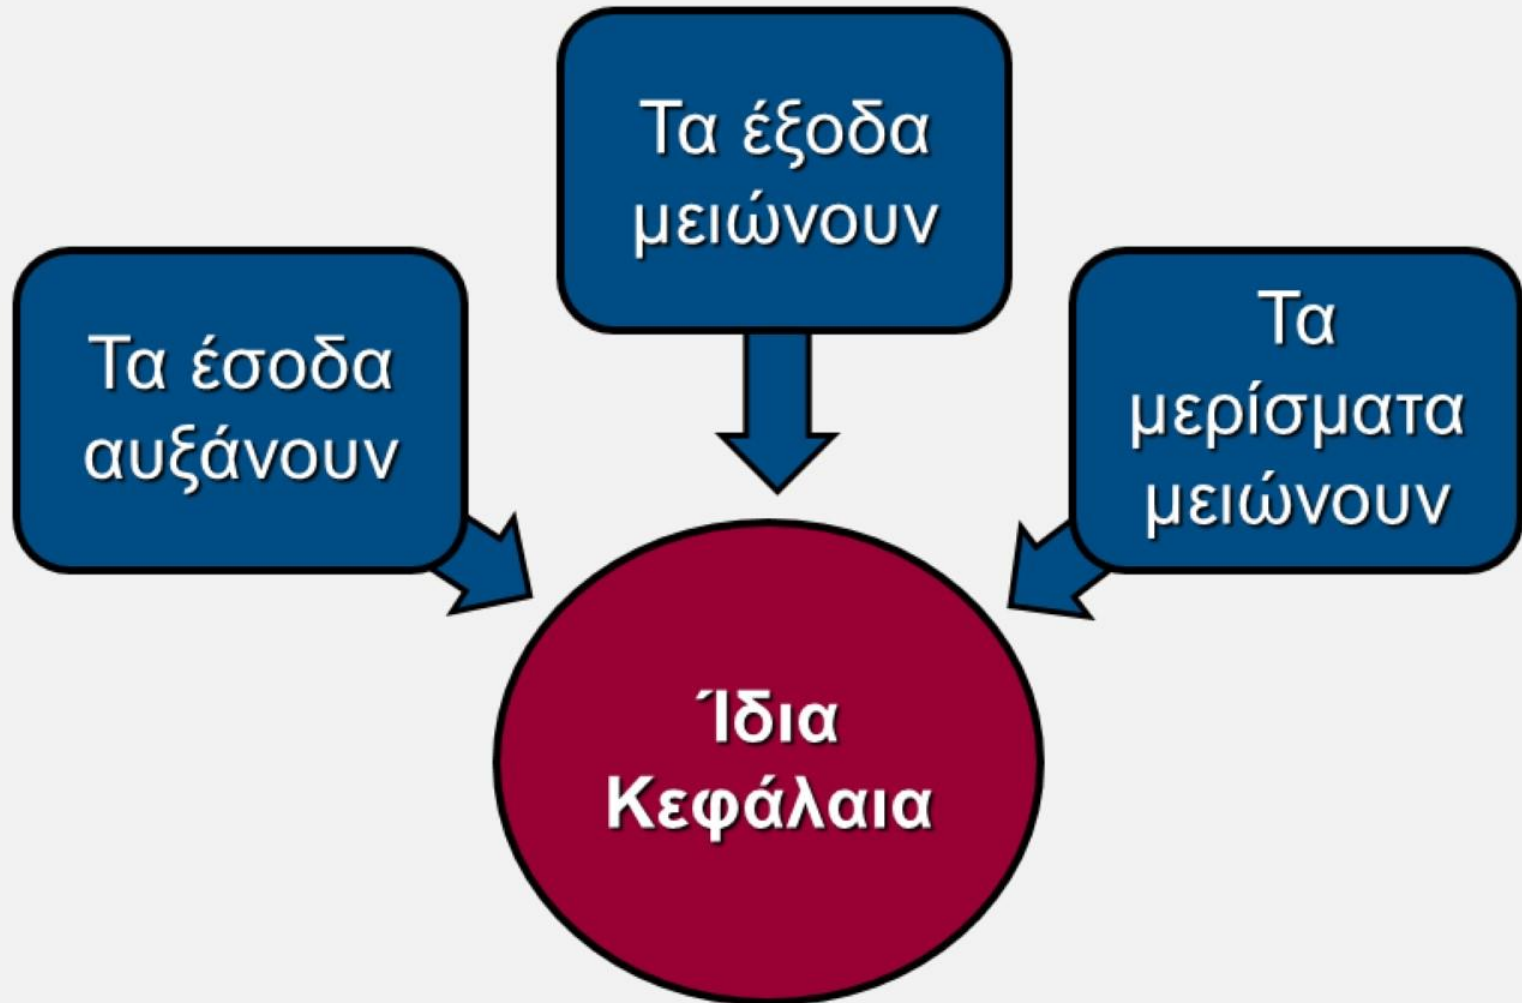 Τα έξοδα
μειώνουν
Τα έσοδα
αυξάνουν
Τα
μερίσματα
μειώνουν
Ίδια
Κεφάλαια